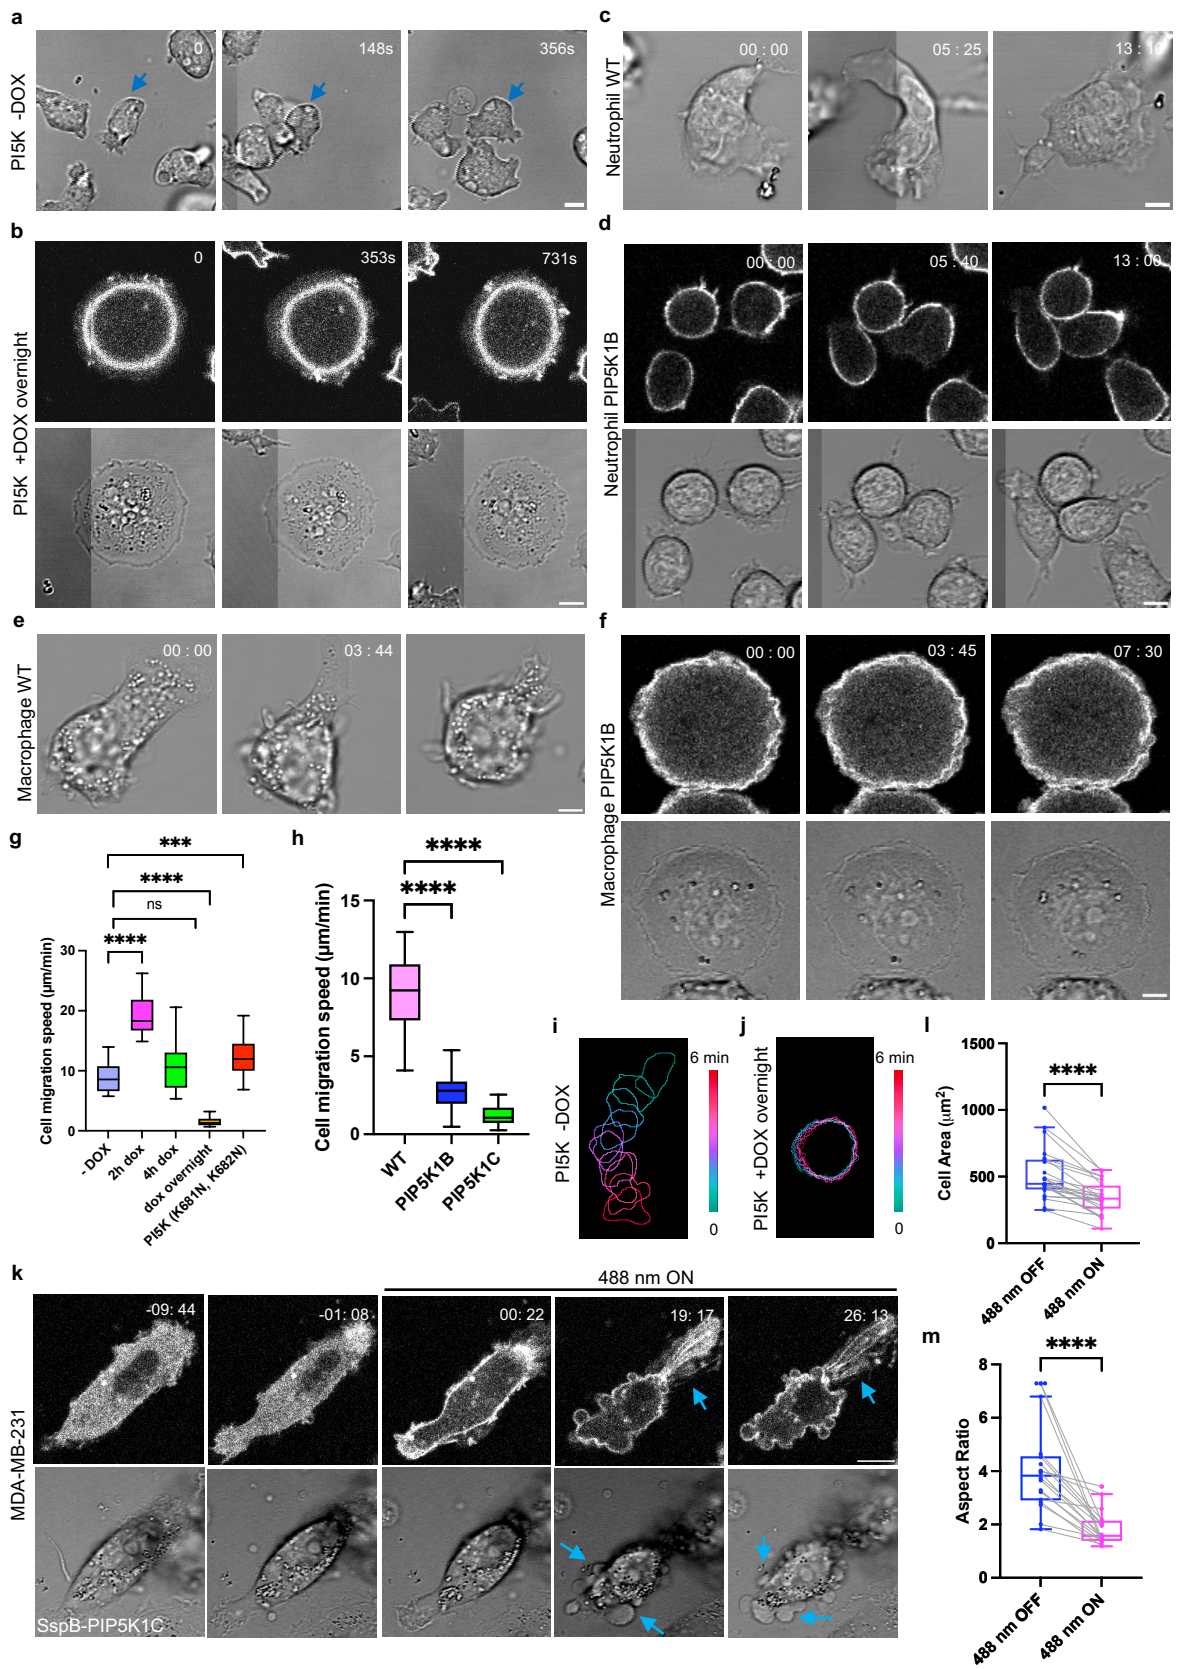 a
PI5K -DOX
0
148s
356s
b
PI5K +DOX overnight
0
353s
731s
c
Neutrophil WT
00 : 00
05 : 25
13 : 10
d
Neutrophil PIP5K1B
00 : 00
05 : 40
13 : 00
e
Macrophage WT
00 : 00
03 : 44
f
Macrophage PIP5K1B
00 : 00
03 : 45
07 : 30
g
***
****
ns
****
Cell migration speed (µm/min)
30
20
10
0
- DOX
2h dox
4h dox
dox overnight
PI5K (K681N, K682N)
h
****
****
Cell migration speed (µm/min)
15
10
5
0
WT
PIP5K1B
PIP5K1C
i
PI5K -DOX
6 min
0
j
PI5K +DOX overnight
6 min
0
l
****
Cell Area (µm²)
1500
1000
500
0
488 nm OFF
488 nm ON
k
488 nm ON
MDA-MB-231
-09: 44
-01: 08
00: 22
19: 17
26: 13
SspB-PIP5K1C
m
****
Aspect Ratio
8
6
4
2
0
488 nm OFF
488 nm ON